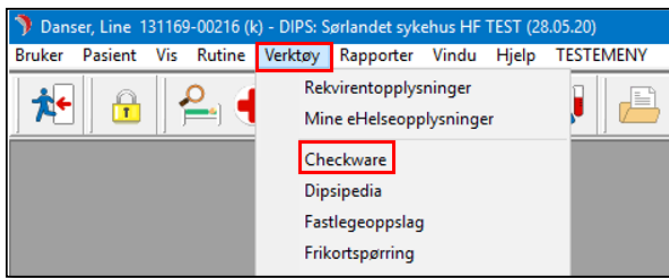 Danser, Line 131169-00216 (k) - DIPS: Sørlandet sykehus HF TEST (28.05.20)
Bruker Pasient Vis Rutine Verktøy Rapporter Vindu Hjelp TESTEMENY
Rekvirentopplysninger
Mine eHelseopplysninger
Checkware
Dipsipedia
Fastlegeoppslag
Frikortspørring